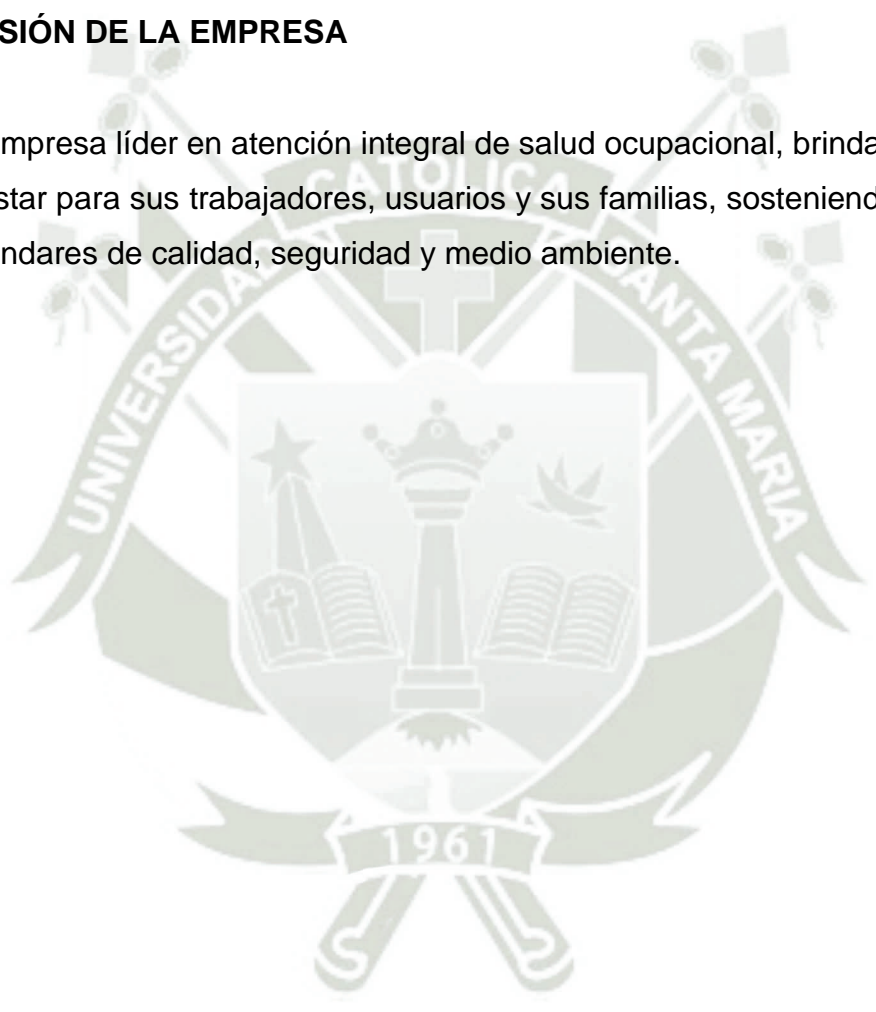 SIÓN DE LA EMPRESA
mpresa líder en atención integral de salud ocupacional, brinda
star para sus trabajadores, usuarios y sus familias, sosteniend
ndares de calidad, seguridad y medio ambiente.
UNIVERSIDAD CATOLICA SANTA MARIA
1961